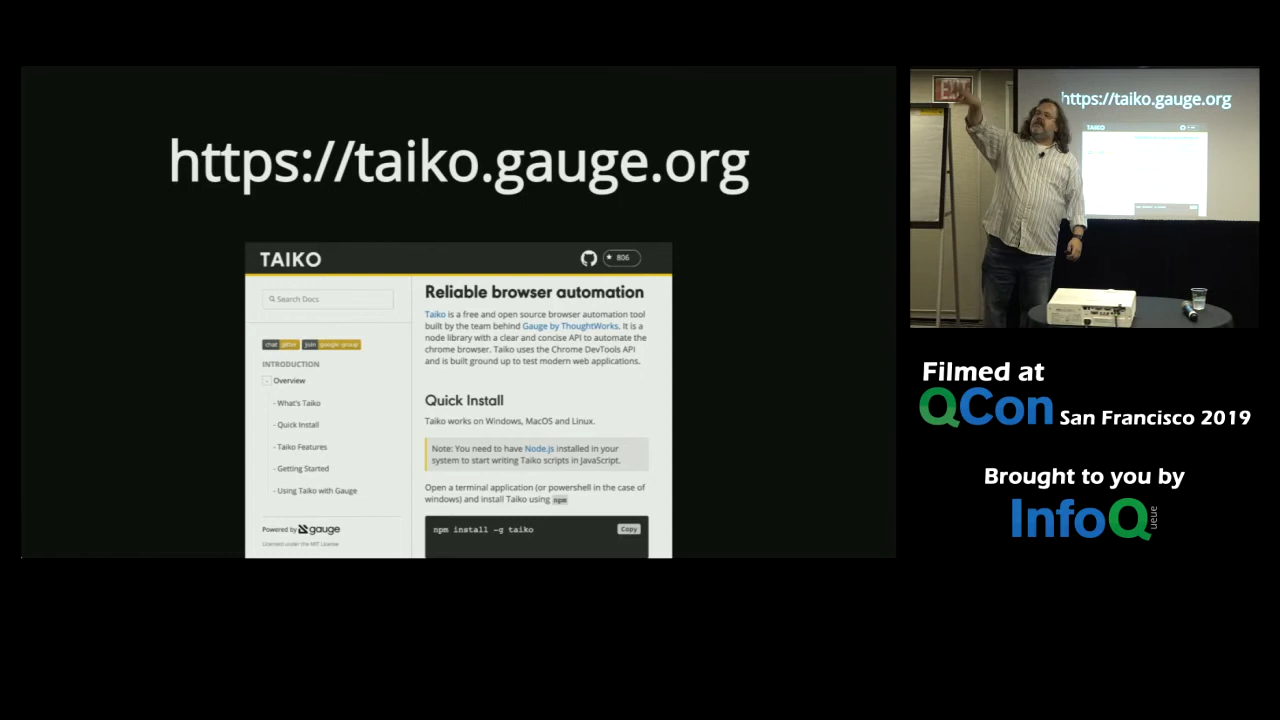 https://taiko.gauge.org
TAIKO
806
Search Docs
chat gitter join google-group
INTRODUCTION
- Overview
- What's Taiko
- Quick Install
- Taiko Features
- Getting Started
- Using Taiko with Gauge
Powered by gauge
Licensed under the MIT License
Reliable browser automation
Taiko is a free and open source browser automation tool
built by the team behind Gauge by ThoughtWorks. It is a
node library with a clear and concise API to automate the
chrome browser. Taiko uses the Chrome DevTools API
and is built ground up to test modern web applications.
Quick Install
Taiko works on Windows, MacOS and Linux.
Note: You need to have Node.js installed in your
system to start writing Taiko scripts in JavaScript.
Open a terminal application (or powershell in the case of
windows) and install Taiko using npm
npm install -g taiko
Copy
EXIT
https://taiko.gauge.org
TAIKO
Filmed at
QCon San Francisco 2019
Brought to you by
InfoQ
ueue